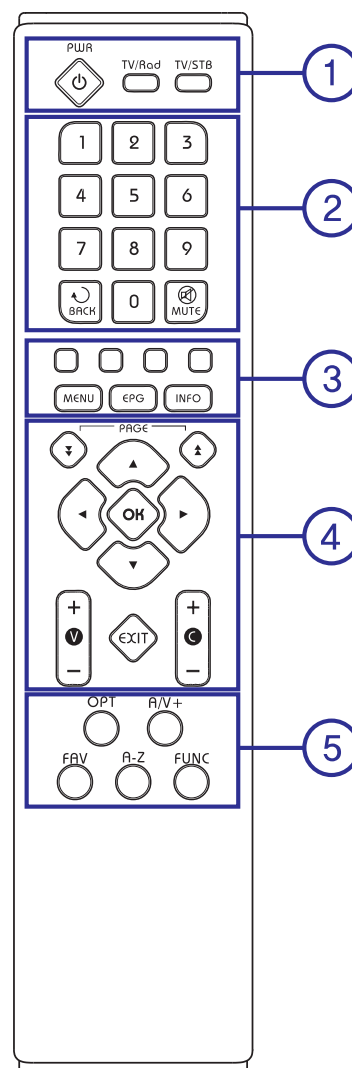 PWR
TV/Rad TV/STB
1
1 2 3
4 5 6
2
7 8 9
BACK 0 MUTE
3
MENU EPG INFO
PAGE
OK
4
+ +
V EXIT C
− −
OPT A/V+
5
FAV A-Z FUNC